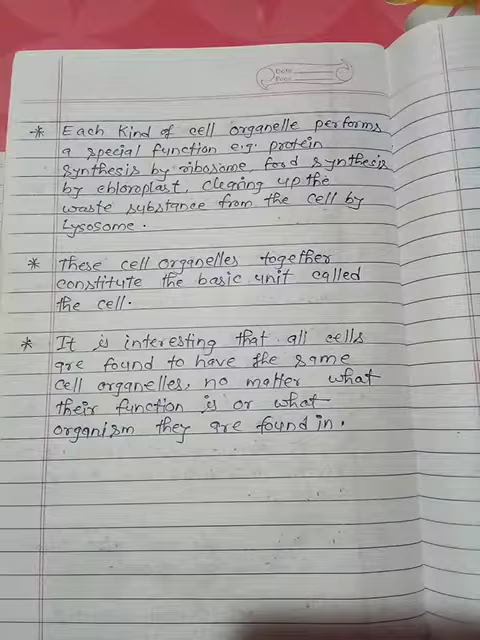 Date
Page
* Each kind of cell organelle performs
a special function e.g. protein
synthesis by ribosome, food synthesis
by chloroplast, clearing up the
waste substance from the cell by
Lysosome.
* These cell organelles together
constitute the basic unit called
the cell.
* It is interesting that all cells
are found to have the same
cell organelles, no matter what
their function is or what
organism they are found in.